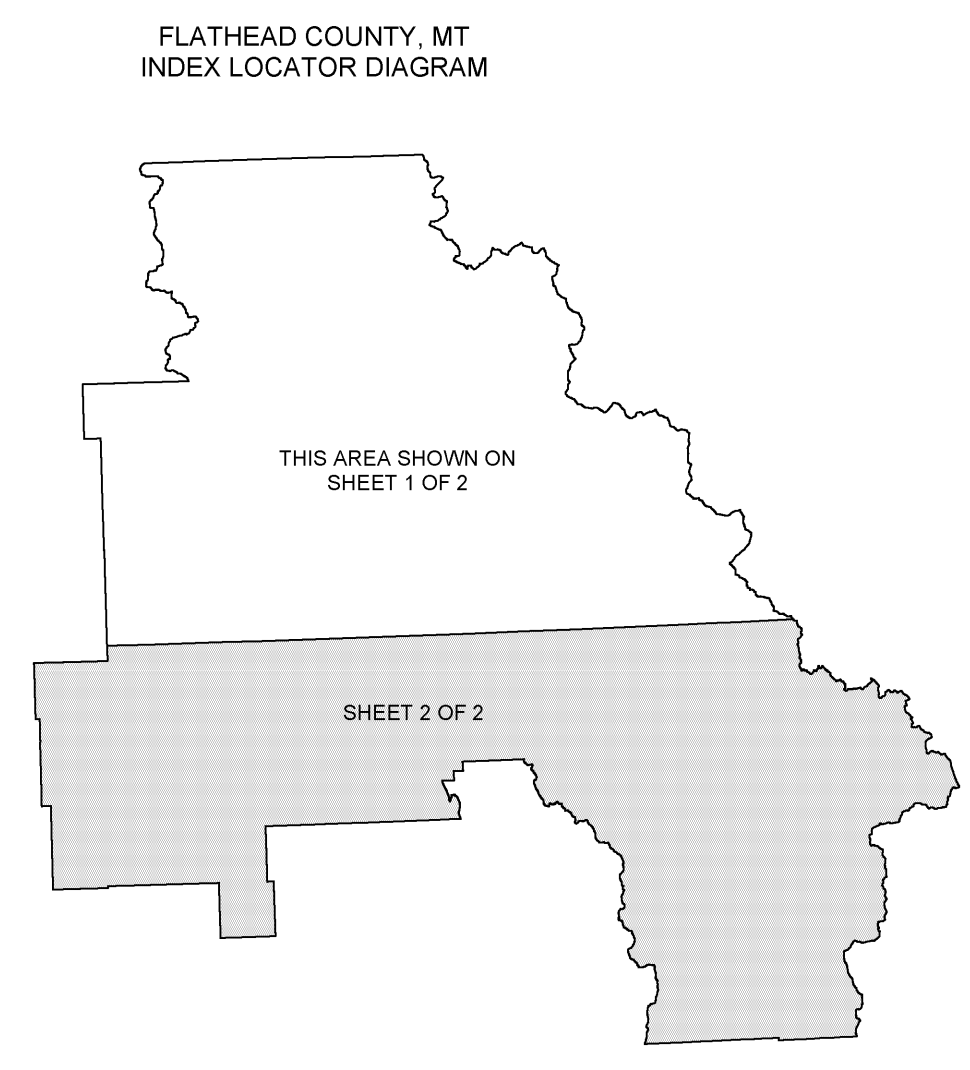 FLATHEAD COUNTY, MT
INDEX LOCATOR DIAGRAM
THIS AREA SHOWN ON
SHEET 1 OF 2
SHEET 2 OF 2